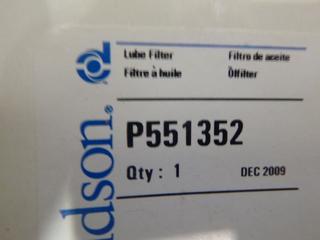 Lube Filter Filtro de aceite
Filtre à huile Ölfilter
P551352
Qty: 1 DEC 2009
dson®